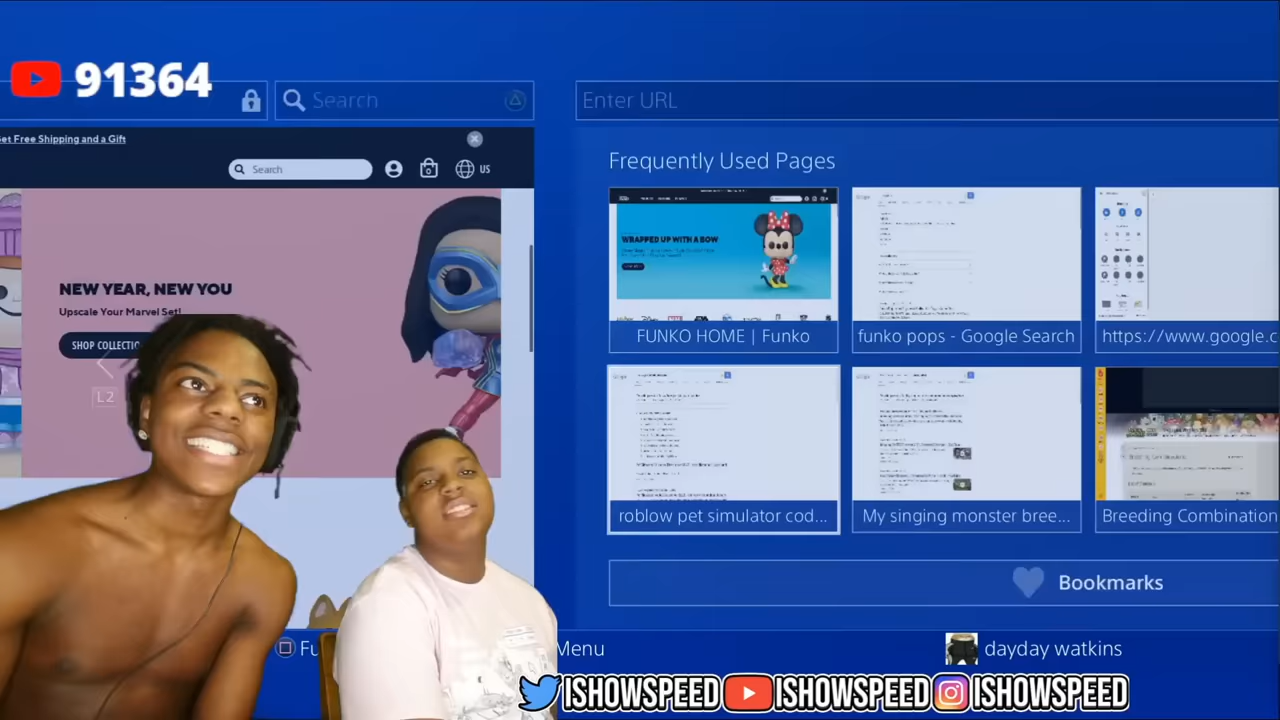 91364
Search
Enter URL
et Free Shipping and a Gift
Search
US
Frequently Used Pages
NEW YEAR, NEW YOU
Upscale Your Marvel Set!
SHOP COLLECTIO
L2
WRAPPED UP WITH A BOW
FUNKO HOME | Funko
funko pops - Google Search
https://www.google.c
roblow pet simulator cod...
My singing monster bree...
Breeding Combination
Bookmarks
Fu
Menu
dayday watkins
ISHOWSPEED ISHOWSPEED ISHOWSPEED